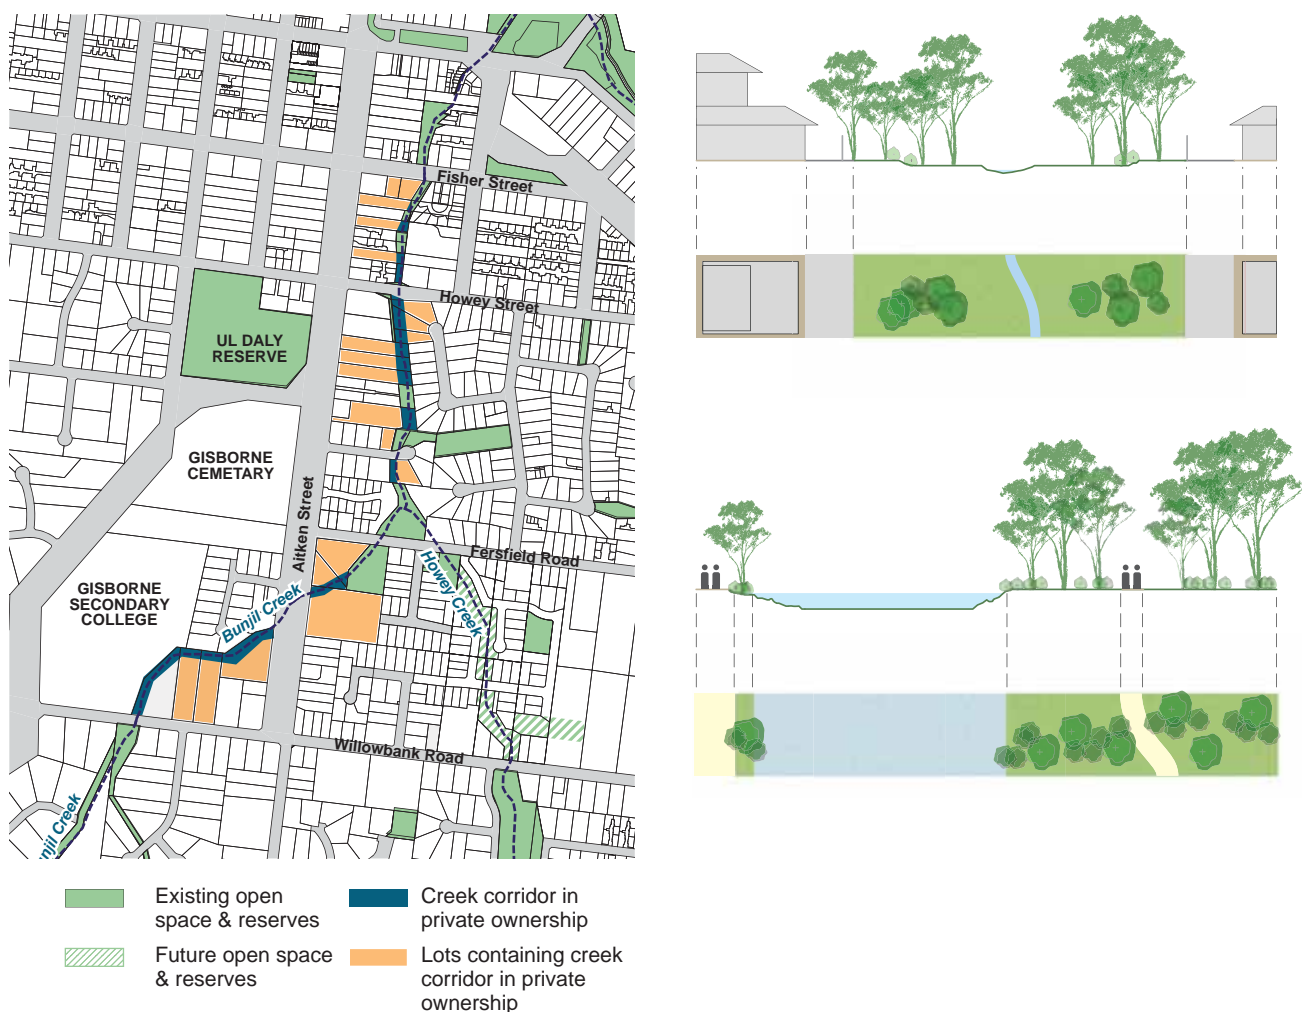 Fisher Street
Howey Street
UL DALY
RESERVE
GISBORNE
CEMETARY
Aitken Street
Fersfield Road
Howey Creek
GISBORNE
SECONDARY
COLLEGE
Bunjil Creek
Willowbank Road
unjil Creek
Existing open
space & reserves
Future open space
& reserves
Creek corridor in
private ownership
Lots containing creek
corridor in private
ownership